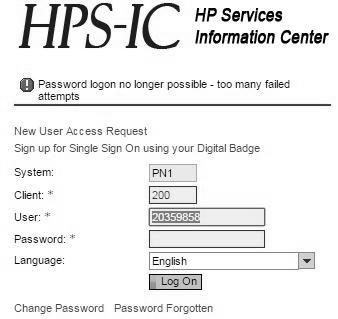 HPS-IC
HP Services
Information Center
Password logon no longer possible - too many failed
attempts
New User Access Request
Sign up for Single Sign On using your Digital Badge
System: PN1
Client: * 200
User: * 20359858
Password: *
Language: English
Log On
Change Password Password Forgotten